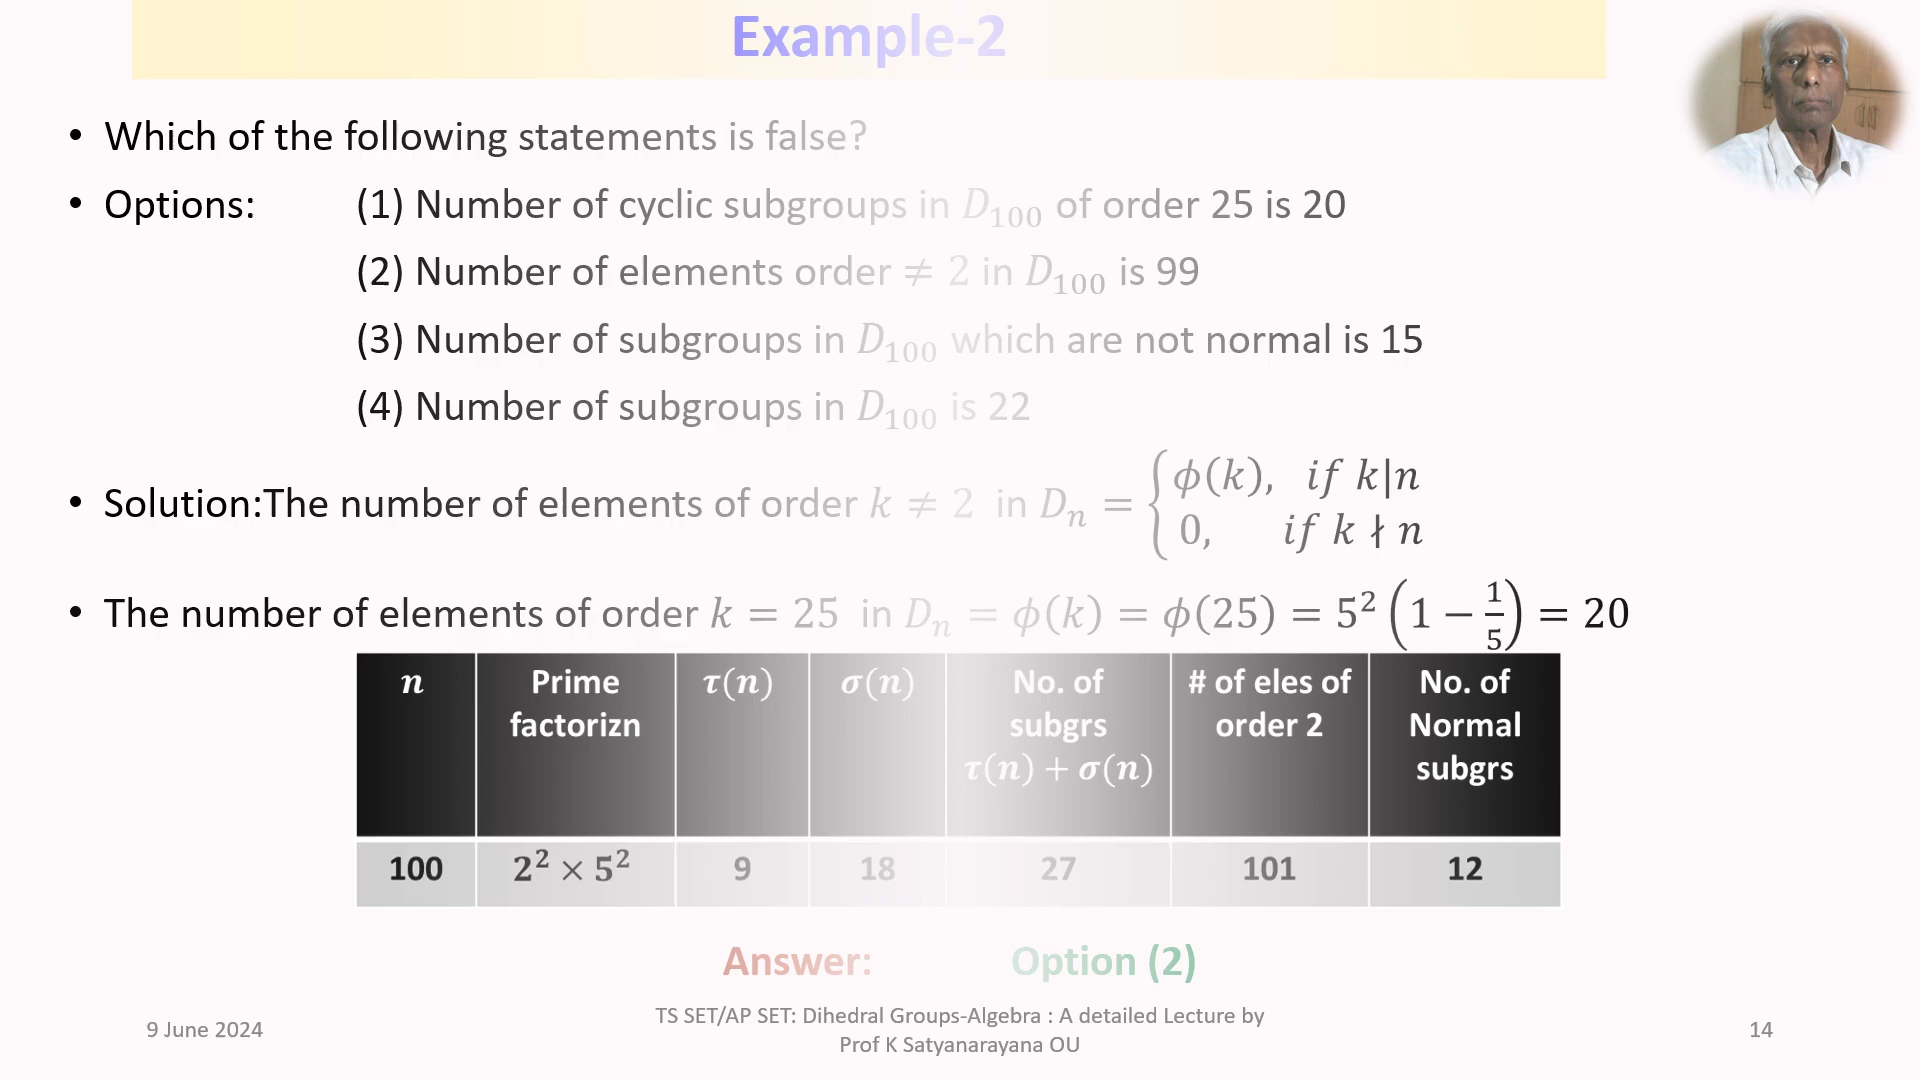 Example-2
• Which of the following statements is false?
• Options: (1) Number of cyclic subgroups in D₁₀₀ of order 25 is 20
(2) Number of elements order ≠ 2 in D₁₀₀ is 99
(3) Number of subgroups in D₁₀₀ which are not normal is 15
(4) Number of subgroups in D₁₀₀ is 22
• Solution:The number of elements of order k ≠ 2 in Dₙ = { ϕ(k), if k|n
0, if k ∤ n
• The number of elements of order k = 25 in Dₙ = ϕ(k) = ϕ(25) = 5² (1 − 1/5) = 20
n Prime factorizn τ(n) σ(n) No. of subgrs τ(n) + σ(n) # of eles of order 2 No. of Normal subgrs
100 2² × 5² 9 18 27 101 12
Answer: Option (2)
9 June 2024
TS SET/AP SET: Dihedral Groups-Algebra : A detailed Lecture by
Prof K Satyanarayana OU
14